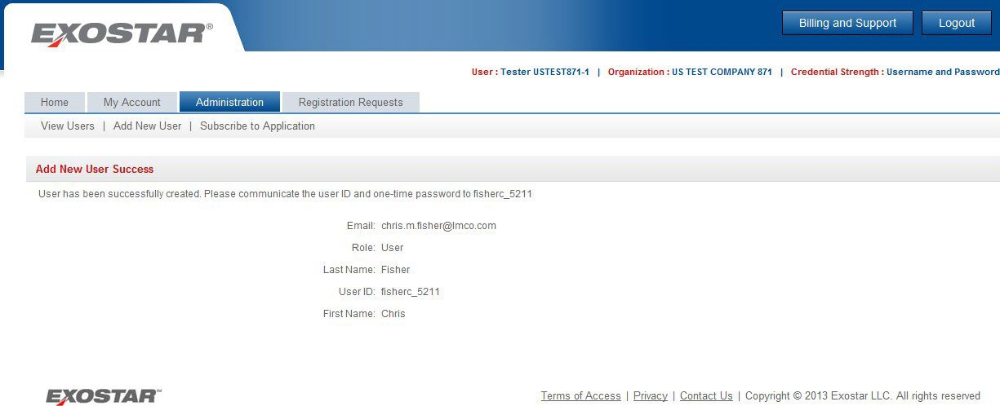 EXOSTAR®
Billing and Support Logout
User : Tester USTEST871-1 | Organization : US TEST COMPANY 871 | Credential Strength : Username and Password
Home My Account Administration Registration Requests
View Users | Add New User | Subscribe to Application
Add New User Success
User has been successfully created. Please communicate the user ID and one-time password to fisherc_5211
Email: chris.m.fisher@lmco.com
Role: User
Last Name: Fisher
User ID: fisherc_5211
First Name: Chris
EXOSTAR™ Terms of Access | Privacy | Contact Us | Copyright © 2013 Exostar LLC. All rights reserved